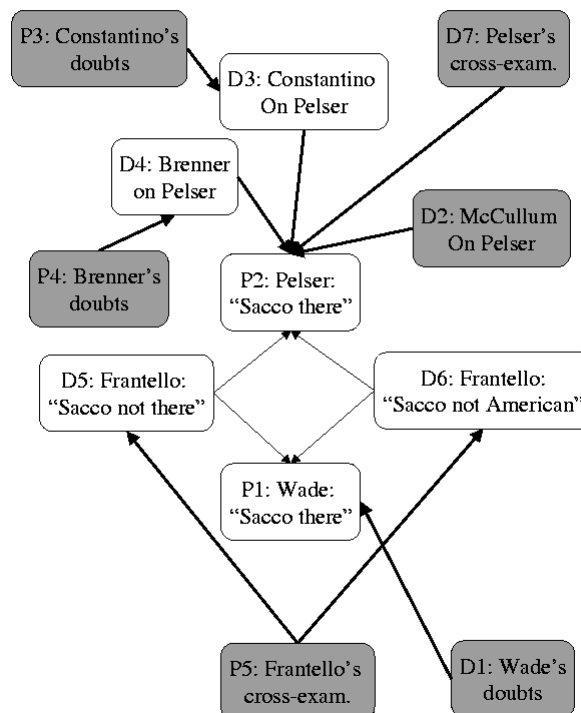 P3: Constantino's
doubts
D7: Pelser's
cross-exam.
D3: Constantino
On Pelser
D4: Brenner
on Pelser
D2: McCullum
On Pelser
P4: Brenner's
doubts
P2: Pelser:
“Sacco there”
D5: Frantello:
“Sacco not there”
D6: Frantello:
“Sacco not American”
P1: Wade:
“Sacco there”
P5: Frantello's
cross-exam.
D1: Wade's
doubts